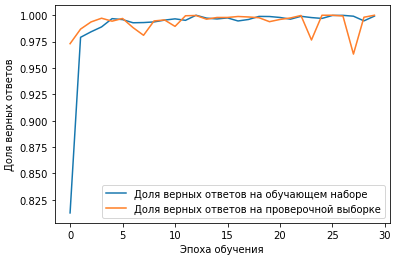 1.000
0.975
0.950
0.925
0.900
0.875
0.850
0.825
Доля верных ответов
Доля верных ответов на обучающем наборе
Доля верных ответов на проверочной выборке
0 5 10 15 20 25 30
Эпоха обучения